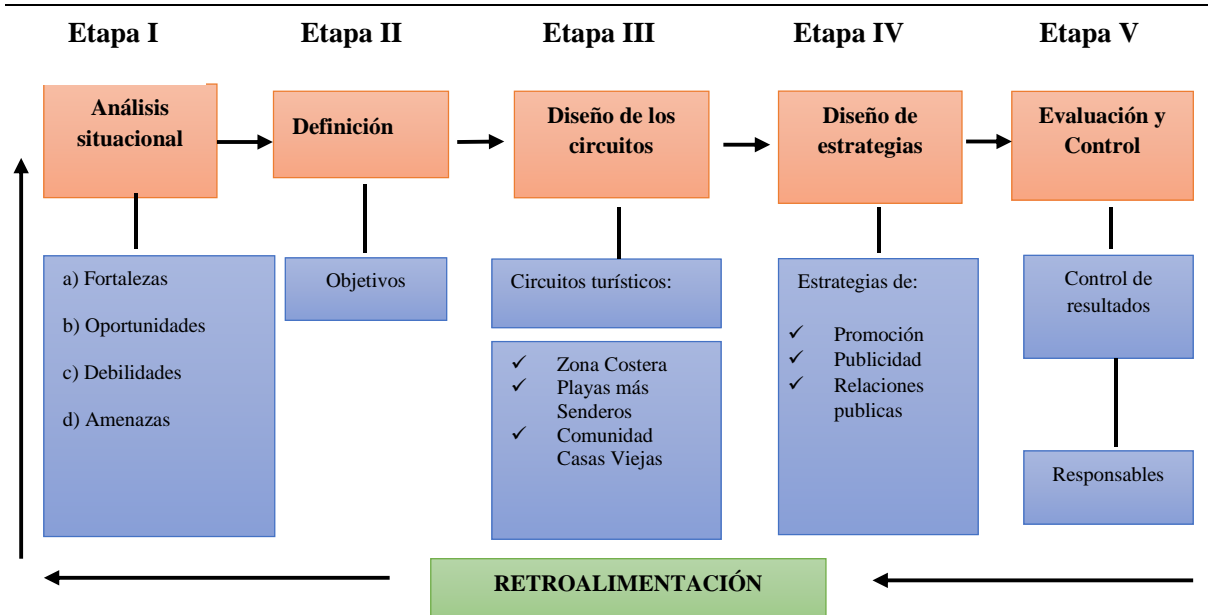 Etapa I
Etapa II
Etapa III
Etapa IV
Etapa V
Análisis
situacional
Definición
Diseño de los
circuitos
Diseño de
estrategias
Evaluación y
Control
a) Fortalezas
b) Oportunidades
c) Debilidades
d) Amenazas
Objetivos
Circuitos turísticos:
✓ Zona Costera
✓ Playas más
Senderos
✓ Comunidad
Casas Viejas
Estrategias de:
✓ Promoción
✓ Publicidad
✓ Relaciones
publicas
Control de
resultados
Responsables
RETROALIMENTACIÓN